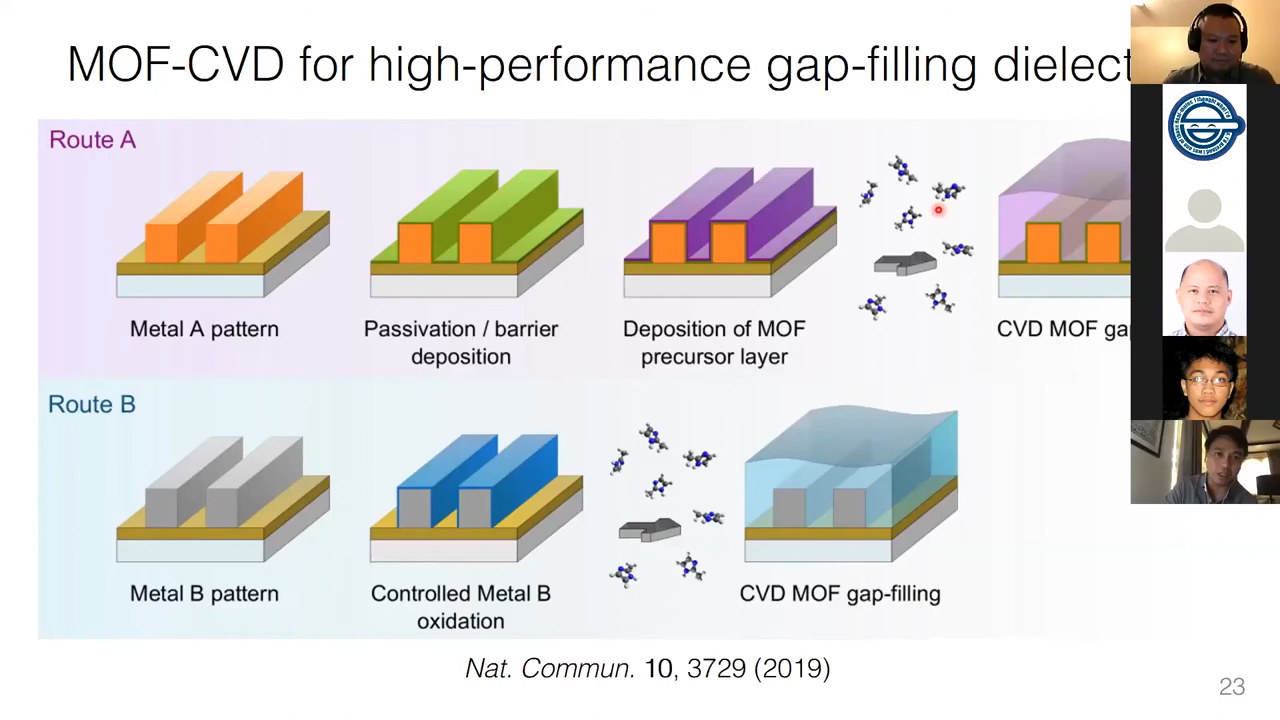 MOF-CVD for high-performance gap-filling dielect
Route A
Metal A pattern
Passivation / barrier
deposition
Deposition of MOF
precursor layer
CVD MOF gap
Route B
Metal B pattern
Controlled Metal B
oxidation
CVD MOF gap-filling
Nat. Commun. 10, 3729 (2019)
23